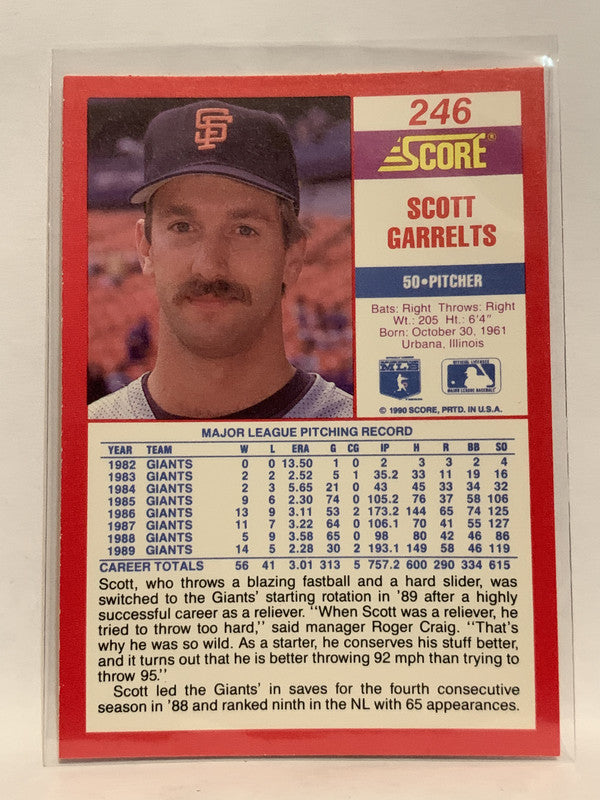 SF
246
SCORE®
SCOTT
GARRELTS
50•PITCHER
Bats: Right Throws: Right
Wt.: 205 Ht.: 6'4"
Born: October 30, 1961
Urbana, Illinois
MLB
OFFICIAL LICENSEE
MAJOR LEAGUE BASEBALL
© 1990 SCORE, PRTD. IN U.S.A.
MAJOR LEAGUE PITCHING RECORD
YEAR TEAM W L ERA G CG IP H R BB SO
1982 GIANTS 0 0 13.50 1 0 2 3 3 2 4
1983 GIANTS 2 2 2.52 5 1 35.2 33 11 19 16
1984 GIANTS 2 3 5.65 21 0 43 45 33 34 32
1985 GIANTS 9 6 2.30 74 0 105.2 76 37 58 106
1986 GIANTS 13 9 3.11 53 2 173.2 144 65 74 125
1987 GIANTS 11 7 3.22 64 0 106.1 70 41 55 127
1988 GIANTS 5 9 3.58 65 0 98 80 42 46 86
1989 GIANTS 14 5 2.28 30 2 193.1 149 58 46 119
CAREER TOTALS 56 41 3.01 313 5 757.2 600 290 334 615
Scott, who throws a blazing fastball and a hard slider, was
switched to the Giants' starting rotation in '89 after a highly
successful career as a reliever. "When Scott was a reliever, he
tried to throw too hard," said manager Roger Craig. "That's
why he was so wild. As a starter, he conserves his stuff better,
and it turns out that he is better throwing 92 mph than trying to
throw 95."
Scott led the Giants' in saves for the fourth consecutive
season in '88 and ranked ninth in the NL with 65 appearances.